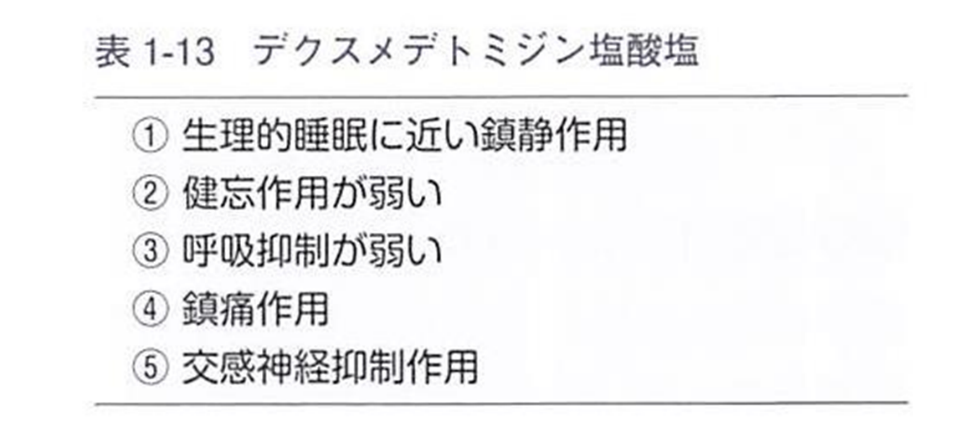 表 1-13　デクスメデトミジン塩酸塩
① 生理的睡眠に近い鎮静作用
② 健忘作用が弱い
③ 呼吸抑制が弱い
④ 鎮痛作用
⑤ 交感神経抑制作用